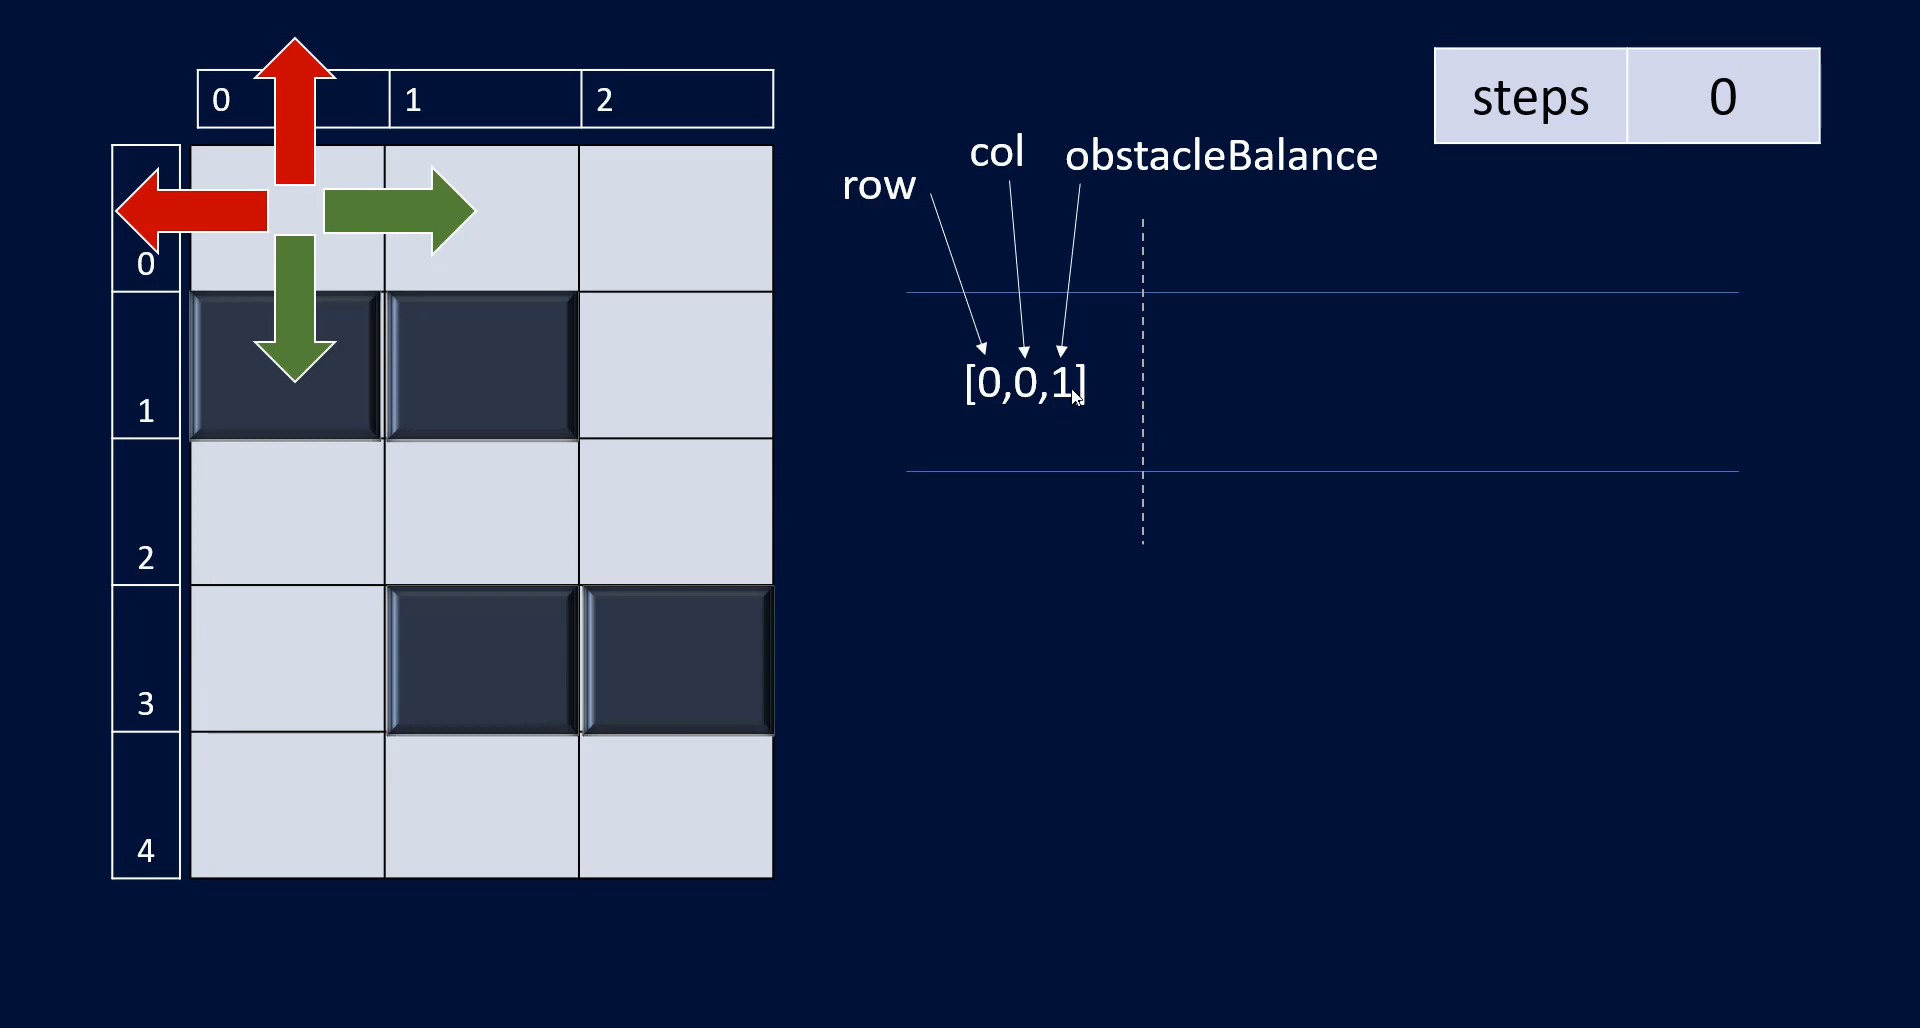 steps 0
0 1 2
col obstacleBalance
row
0
[0,0,1]
1
2
3
4